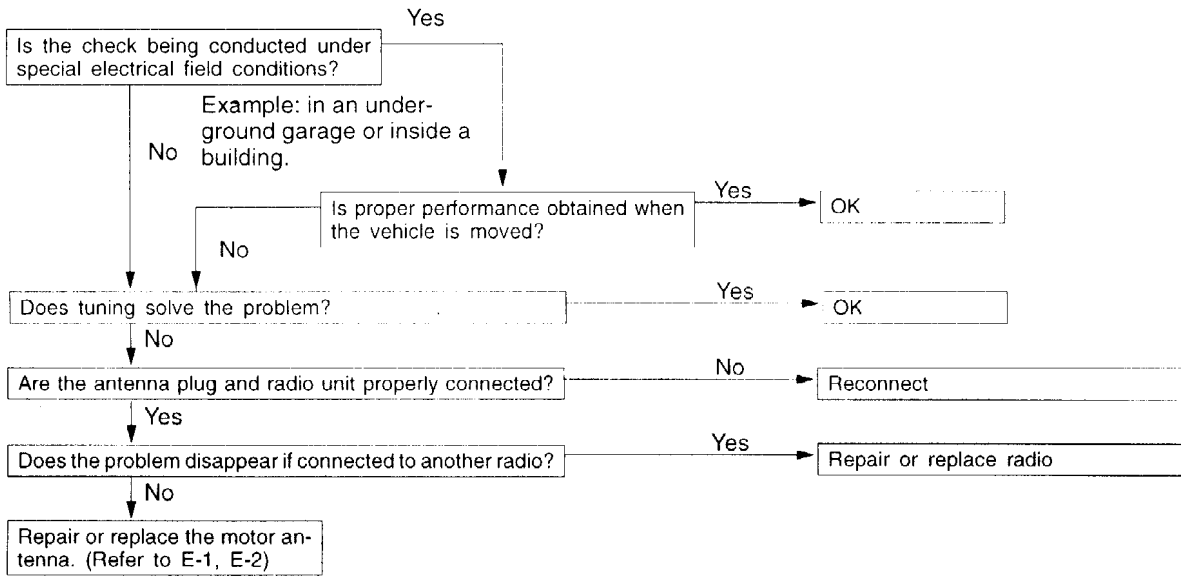 Yes
Is the check being conducted under
special electrical field conditions?
Example: in an under-
ground garage or inside a
building.
No
Is proper performance obtained when
the vehicle is moved?
Yes
OK
No
Does tuning solve the problem?
Yes
OK
No
Are the antenna plug and radio unit properly connected?
No
Reconnect
Yes
Does the problem disappear if connected to another radio?
Yes
Repair or replace radio
No
Repair or replace the motor an-
tenna. (Refer to E-1, E-2)